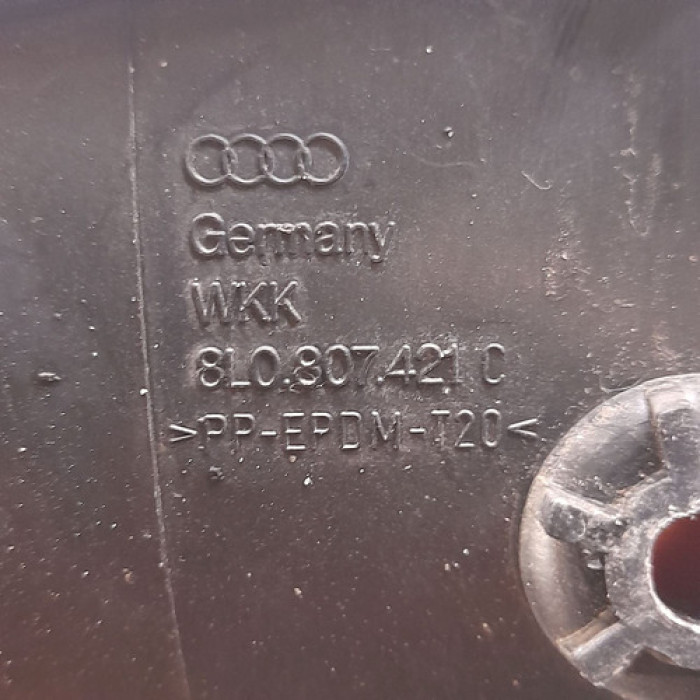 Germany
WKK
8L0.807.421 C
>PP-EPDM-T20<